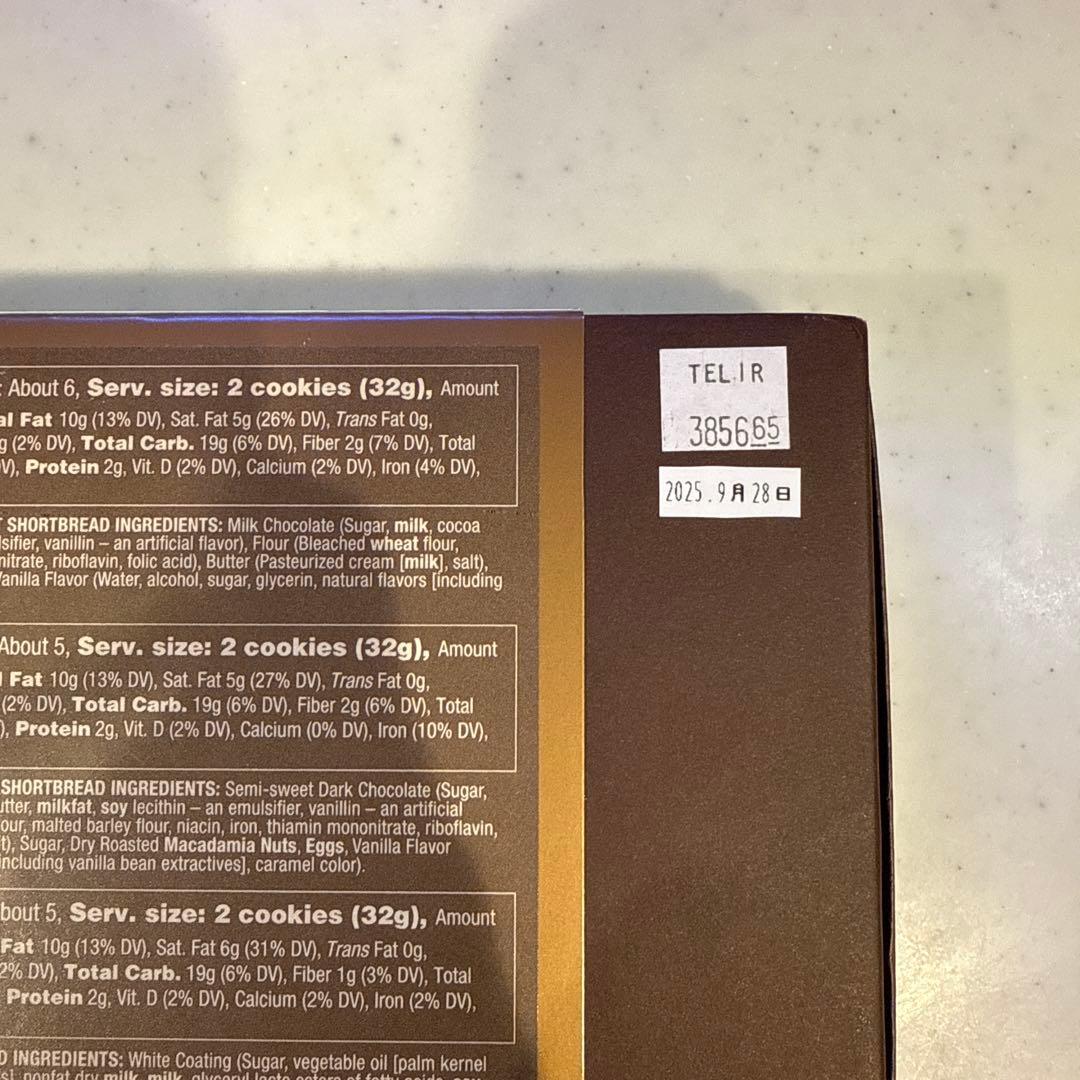 : About 6, Serv. size: 2 cookies (32g), Amount
al Fat 10g (13% DV), Sat. Fat 5g (26% DV), Trans Fat 0g,
g (2% DV), Total Carb. 19g (6% DV), Fiber 2g (7% DV), Total
V), Protein 2g, Vit. D (2% DV), Calcium (2% DV), Iron (4% DV),
T SHORTBREAD INGREDIENTS: Milk Chocolate (Sugar, milk, cocoa
lsifier, vanillin – an artificial flavor), Flour (Bleached wheat flour,
nitrate, riboflavin, folic acid), Butter (Pasteurized cream [milk], salt),
Vanilla Flavor (Water, alcohol, sugar, glycerin, natural flavors [including
About 5, Serv. size: 2 cookies (32g), Amount
l Fat 10g (13% DV), Sat. Fat 5g (27% DV), Trans Fat 0g,
(2% DV), Total Carb. 19g (6% DV), Fiber 2g (6% DV), Total
), Protein 2g, Vit. D (2% DV), Calcium (0% DV), Iron (10% DV),
SHORTBREAD INGREDIENTS: Semi-sweet Dark Chocolate (Sugar,
utter, milkfat, soy lecithin – an emulsifier, vanillin – an artificial
our, malted barley flour, niacin, iron, thiamin mononitrate, riboflavin,
t), Sugar, Dry Roasted Macadamia Nuts, Eggs, Vanilla Flavor
including vanilla bean extractives], caramel color).
bout 5, Serv. size: 2 cookies (32g), Amount
Fat 10g (13% DV), Sat. Fat 6g (31% DV), Trans Fat 0g,
2% DV), Total Carb. 19g (6% DV), Fiber 1g (3% DV), Total
Protein 2g, Vit. D (2% DV), Calcium (2% DV), Iron (2% DV),
D INGREDIENTS: White Coating (Sugar, vegetable oil [palm kernel
nonfat dry milk, milk,
TEL.IR
385665
2025.9月28日